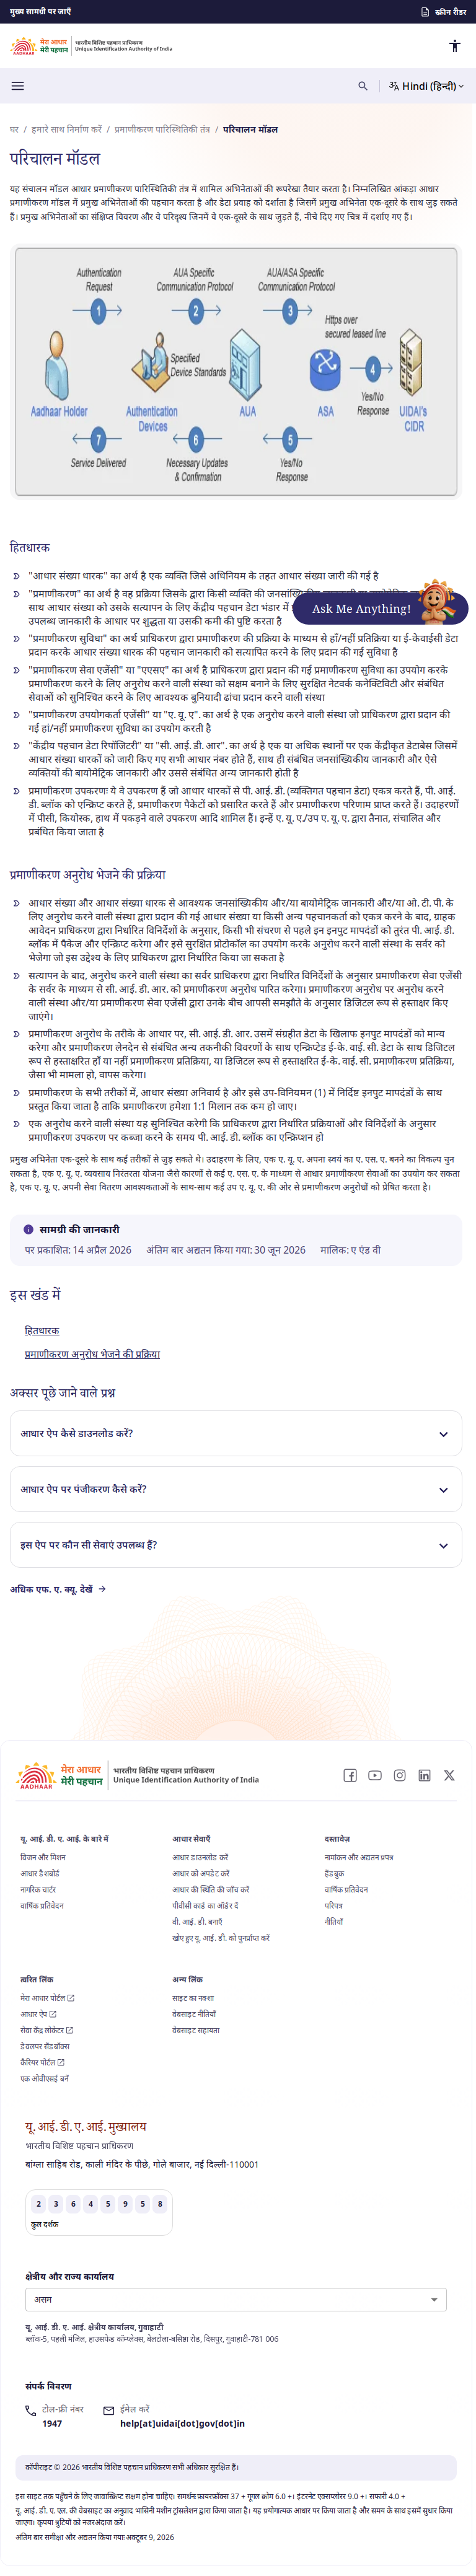 मुख्य सामग्री पर जाएँ
स्क्रीन रीडर
मेरा आधार
मेरी पहचान
AADHAAR
भारतीय विशिष्ट पहचान प्राधिकरण
Unique Identification Authority of India
Hindi (हिन्दी)
घर / हमारे साथ निर्माण करें / प्रमाणीकरण पारिस्थितिकी तंत्र / परिचालन मॉडल
परिचालन मॉडल
यह संचालन मॉडल आधार प्रमाणीकरण पारिस्थितिकी तंत्र में शामिल अभिनेताओं की रूपरेखा तैयार करता है। निम्नलिखित आंकड़ा आधार
प्रमाणीकरण मॉडल में प्रमुख अभिनेताओं की पहचान करता है और डेटा प्रवाह को दर्शाता है जिसमें प्रमुख अभिनेता एक-दूसरे के साथ जुड़ सकते
हैं। प्रमुख अभिनेताओं का संक्षिप्त विवरण और वे परिदृश्य जिनमें वे एक-दूसरे के साथ जुड़ते हैं, नीचे दिए गए चित्र में दर्शाए गए हैं।
Authentication Request
AUA Specific Communication Protocol
AUA/ASA Specific Communication Protocol
1
2
3
Https over secured leased line
Specified Device Standards
4
Yes/No Response
Aadhaar Holder
Authentication Devices
AUA
ASA
UIDAI's CIDR
7
6
5
Service Delivered
Necessary Updates & Confirmation
Yes/No Response
हितधारक
"आधार संख्या धारक" का अर्थ है एक व्यक्ति जिसे अधिनियम के तहत आधार संख्या जारी की गई है
"प्रमाणीकरण" का अर्थ है वह प्रक्रिया जिसके द्वारा किसी व्यक्ति की जनसांख्यिकीय
साथ आधार संख्या को उसके सत्यापन के लिए केंद्रीय पहचान डेटा भंडार में
उपलब्ध जानकारी के आधार पर शुद्धता या उसकी कमी की पुष्टि करता है
Ask Me Anything!
"प्रमाणीकरण सुविधा" का अर्थ प्राधिकरण द्वारा प्रमाणीकरण की प्रक्रिया के माध्यम से हाँ/नहीं प्रतिक्रिया या ई-केवाईसी डेटा
प्रदान करके आधार संख्या धारक की पहचान जानकारी को सत्यापित करने के लिए प्रदान की गई सुविधा है
"प्रमाणीकरण सेवा एजेंसी" या "एएसए" का अर्थ है प्राधिकरण द्वारा प्रदान की गई प्रमाणीकरण सुविधा का उपयोग करके
प्रमाणीकरण करने के लिए अनुरोध करने वाली संस्था को सक्षम बनाने के लिए सुरक्षित नेटवर्क कनेक्टिविटी और संबंधित
सेवाओं को सुनिश्चित करने के लिए आवश्यक बुनियादी ढांचा प्रदान करने वाली संस्था
"प्रमाणीकरण उपयोगकर्ता एजेंसी" या "ए. यू. ए". का अर्थ है एक अनुरोध करने वाली संस्था जो प्राधिकरण द्वारा प्रदान की
गई हां/नहीं प्रमाणीकरण सुविधा का उपयोग करती है
"केंद्रीय पहचान डेटा रिपॉजिटरी" या "सी. आई. डी. आर". का अर्थ है एक या अधिक स्थानों पर एक केंद्रीकृत डेटाबेस जिसमें
आधार संख्या धारकों को जारी किए गए सभी आधार नंबर होते हैं, साथ ही संबंधित जनसांख्यिकीय जानकारी और ऐसे
व्यक्तियों की बायोमेट्रिक जानकारी और उससे संबंधित अन्य जानकारी होती है
प्रमाणीकरण उपकरणः ये वे उपकरण हैं जो आधार धारकों से पी. आई. डी. (व्यक्तिगत पहचान डेटा) एकत्र करते हैं, पी. आई.
डी. ब्लॉक को एन्क्रिप्ट करते हैं, प्रमाणीकरण पैकेटों को प्रसारित करते हैं और प्रमाणीकरण परिणाम प्राप्त करते हैं। उदाहरणों
में पीसी, कियोस्क, हाथ में पकड़ने वाले उपकरण आदि शामिल हैं। इन्हें ए. यू. ए./उप ए. यू. ए. द्वारा तैनात, संचालित और
प्रबंधित किया जाता है
प्रमाणीकरण अनुरोध भेजने की प्रक्रिया
आधार संख्या और आधार संख्या धारक से आवश्यक जनसांख्यिकीय और/या बायोमेट्रिक जानकारी और/या ओ. टी. पी. के
लिए अनुरोध करने वाली संस्था द्वारा प्रदान की गई आधार संख्या या किसी अन्य पहचानकर्ता को एकत्र करने के बाद, ग्राहक
आवेदन प्राधिकरण द्वारा निर्धारित विनिर्देशों के अनुसार, किसी भी संचरण से पहले इन इनपुट मापदंडों को तुरंत पी. आई. डी.
ब्लॉक में पैकेज और एन्क्रिप्ट करेगा और इसे सुरक्षित प्रोटोकॉल का उपयोग करके अनुरोध करने वाली संस्था के सर्वर को
भेजेगा जो इस उद्देश्य के लिए प्राधिकरण द्वारा निर्धारित किया जा सकता है
सत्यापन के बाद, अनुरोध करने वाली संस्था का सर्वर प्राधिकरण द्वारा निर्धारित विनिर्देशों के अनुसार प्रमाणीकरण सेवा एजेंसी
के सर्वर के माध्यम से सी. आई. डी. आर. को प्रमाणीकरण अनुरोध पारित करेगा। प्रमाणीकरण अनुरोध पर अनुरोध करने
वाली संस्था और/या प्रमाणीकरण सेवा एजेंसी द्वारा उनके बीच आपसी समझौते के अनुसार डिजिटल रूप से हस्ताक्षर किए
जाएंगे।
प्रमाणीकरण अनुरोध के तरीके के आधार पर, सी. आई. डी. आर. उसमें संग्रहीत डेटा के खिलाफ इनपुट मापदंडों को मान्य
करेगा और प्रमाणीकरण लेनदेन से संबंधित अन्य तकनीकी विवरणों के साथ एन्क्रिप्टेड ई-के. वाई. सी. डेटा के साथ डिजिटल
रूप से हस्ताक्षरित हाँ या नहीं प्रमाणीकरण प्रतिक्रिया, या डिजिटल रूप से हस्ताक्षरित ई-के. वाई. सी. प्रमाणीकरण प्रतिक्रिया,
जैसा भी मामला हो, वापस करेगा।
प्रमाणीकरण के सभी तरीकों में, आधार संख्या अनिवार्य है और इसे उप-विनियमन (1) में निर्दिष्ट इनपुट मापदंडों के साथ
प्रस्तुत किया जाता है ताकि प्रमाणीकरण हमेशा 1:1 मिलान तक कम हो जाए।
एक अनुरोध करने वाली संस्था यह सुनिश्चित करेगी कि प्राधिकरण द्वारा निर्धारित प्रक्रियाओं और विनिर्देशों के अनुसार
प्रमाणीकरण उपकरण पर कब्जा करने के समय पी. आई. डी. ब्लॉक का एन्क्रिप्शन हो
प्रमुख अभिनेता एक-दूसरे के साथ कई तरीकों से जुड़ सकते थे। उदाहरण के लिए, एक ए. यू. ए. अपना स्वयं का ए. एस. ए. बनने का विकल्प चुन
सकता है, एक ए. यू. ए. व्यवसाय निरंतरता योजना जैसे कारणों से कई ए. एस. ए. के माध्यम से आधार प्रमाणीकरण सेवाओं का उपयोग कर सकता
है, एक ए. यू. ए. अपनी सेवा वितरण आवश्यकताओं के साथ-साथ कई उप ए. यू. ए. की ओर से प्रमाणीकरण अनुरोधों को प्रेषित करता है।
सामग्री की जानकारी
पर प्रकाशित: 14 अप्रैल 2026 अंतिम बार अद्यतन किया गया: 30 जून 2026 मालिक: ए एंड वी
इस खंड में
हितधारक
प्रमाणीकरण अनुरोध भेजने की प्रक्रिया
अक्सर पूछे जाने वाले प्रश्न
आधार ऐप कैसे डाउनलोड करें?
आधार ऐप पर पंजीकरण कैसे करें?
इस ऐप पर कौन सी सेवाएं उपलब्ध हैं?
अधिक एफ. ए. क्यू. देखें
मेरा आधार
मेरी पहचान
AADHAAR
भारतीय विशिष्ट पहचान प्राधिकरण
Unique Identification Authority of India
यू. आई. डी. ए. आई. के बारे में
विजन और मिशन
आधार डैशबोर्ड
नागरिक चार्टर
वार्षिक प्रतिवेदन
आधार सेवाएँ
आधार डाउनलोड करें
आधार को अपडेट करें
आधार की स्थिति की जाँच करें
पीवीसी कार्ड का ऑर्डर दें
वी. आई. डी. बनाएँ
खोए हुए यू. आई. डी. को पुनर्प्राप्त करें
दस्तावेज़
नामांकन और अद्यतन प्रपत्र
हैंडबुक
वार्षिक प्रतिवेदन
परिपत्र
नीतियाँ
त्वरित लिंक
मेरा आधार पोर्टल
आधार ऐप
सेवा केंद्र लोकेटर
डेवलपर सैंडबॉक्स
कैरियर पोर्टल
एक ओवीएसई बनें
अन्य लिंक
साइट का नक्शा
वेबसाइट नीतियाँ
वेबसाइट सहायता
यू. आई. डी. ए. आई. मुख्यालय
भारतीय विशिष्ट पहचान प्राधिकरण
बांग्ला साहिब रोड, काली मंदिर के पीछे, गोले बाजार, नई दिल्ली-110001
2 3 6 4 5 9 5 8
कुल दर्शक
क्षेत्रीय और राज्य कार्यालय
असम
यू. आई. डी. ए. आई. क्षेत्रीय कार्यालय, गुवाहाटी
ब्लॉक-5, पहली मंजिल, हाउसफेड कॉम्प्लेक्स, बेलटोला-बसिष्ठा रोड, दिसपुर, गुवाहाटी-781 006
संपर्क विवरण
टोल-फ्री नंबर
1947
ईमेल करें
help[at]uidai[dot]gov[dot]in
कॉपीराइट © 2026 भारतीय विशिष्ट पहचान प्राधिकरण सभी अधिकार सुरक्षित हैं।
इस साइट तक पहुँचने के लिए जावास्क्रिप्ट सक्षम होना चाहिए। समर्थन फ़ायरफ़ॉक्स 37 + गूगल क्रोम 6.0 +। इंटरनेट एक्सप्लोरर 9.0 +। सफारी 4.0 +
यू. आई. डी. ए. एल. की वेबसाइट का अनुवाद भाषिनी मशीन ट्रांसलेशन द्वारा किया जाता है। यह प्रयोगात्मक आधार पर किया जाता है और समय के साथ इसमें सुधार किया
जाएगा। कृपया त्रुटियों को नजरअंदाज करें।
अंतिम बार समीक्षा और अद्यतन किया गयाः अक्टूबर 9, 2026